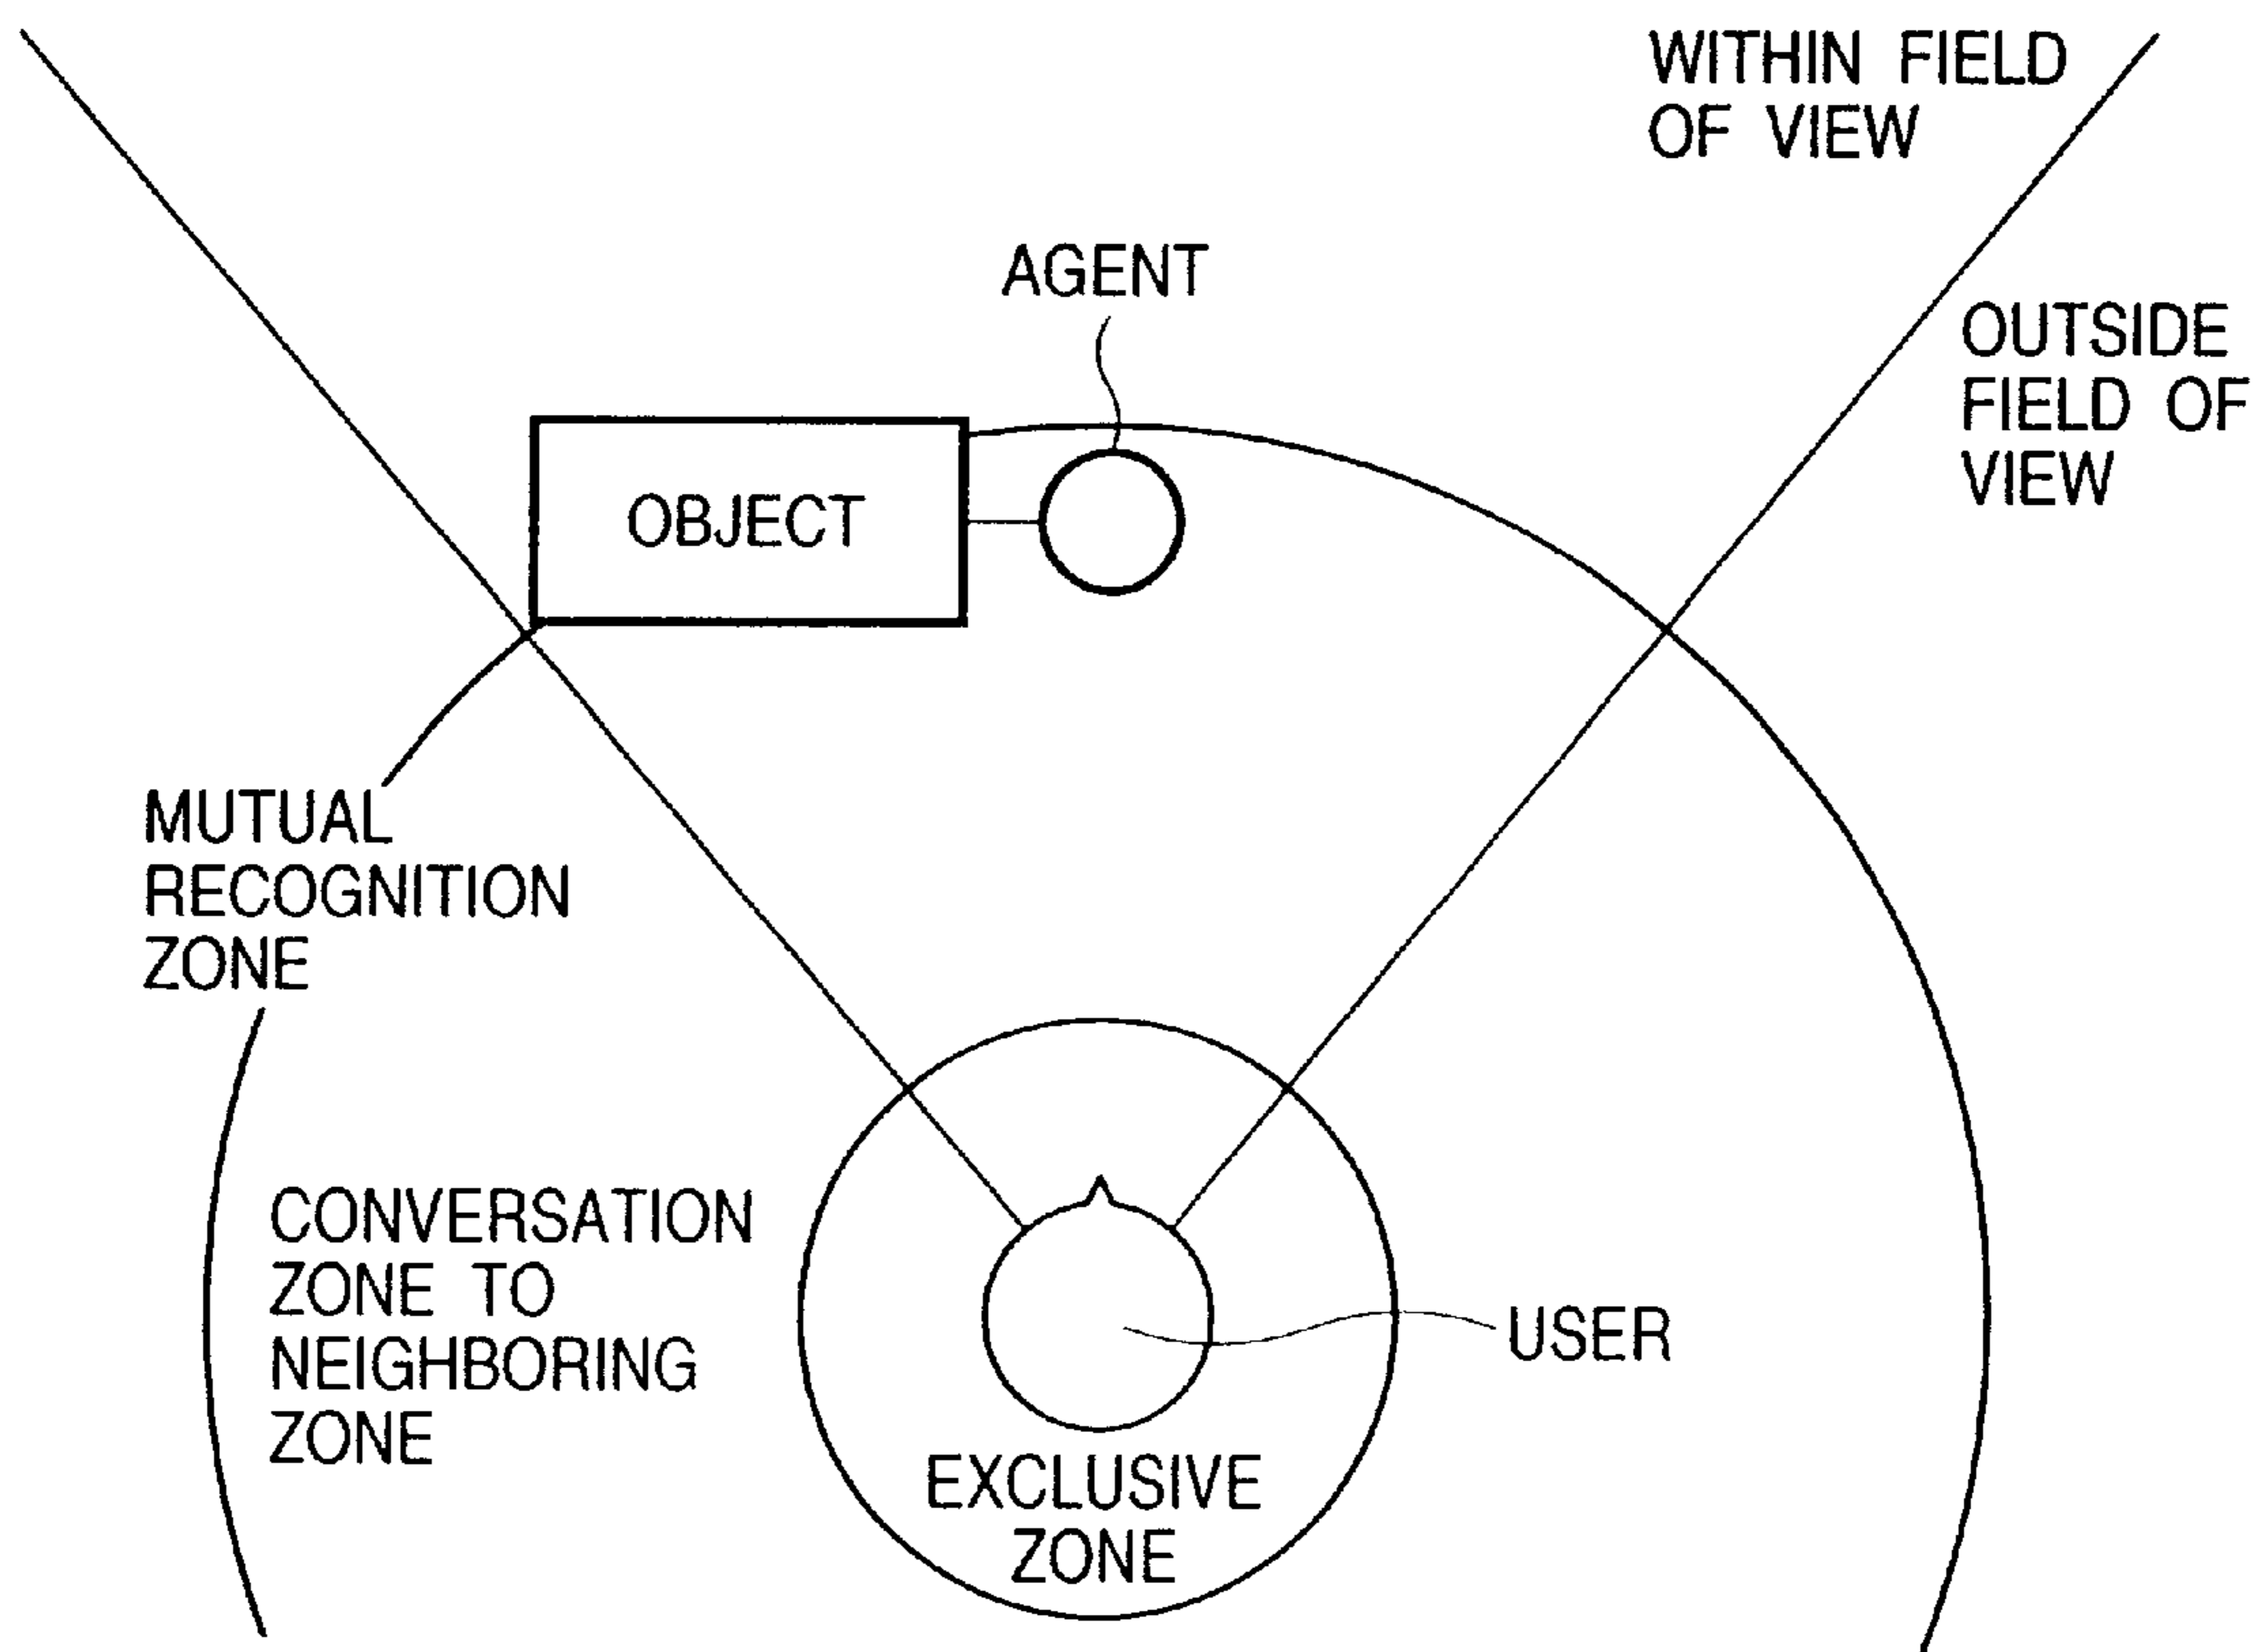 WITHIN FIELD
OF VIEW
AGENT
OUTSIDE
FIELD OF
VIEW
OBJECT
MUTUAL
RECOGNITION
ZONE
CONVERSATION
ZONE TO
NEIGHBORING
ZONE
USER
EXCLUSIVE
ZONE